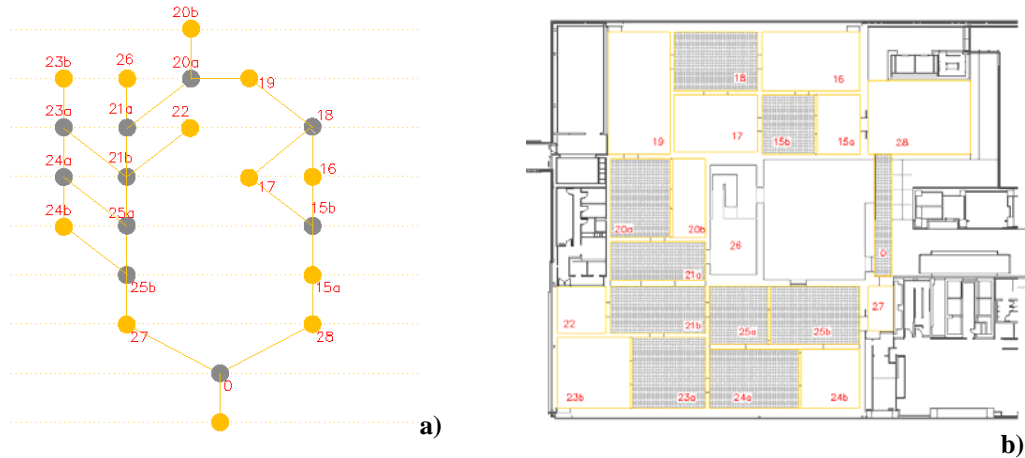 20b
23b 26 20a
19
23a 21a 22 18
24a 21b
17 16
24b 25a 15b
25b 15a
27 28
0
a)
18 16
19 17 15b 15a 28
20a 20b 26
21a
0
22 21b 25a 25b 27
23b 23a 24a 24b
b)